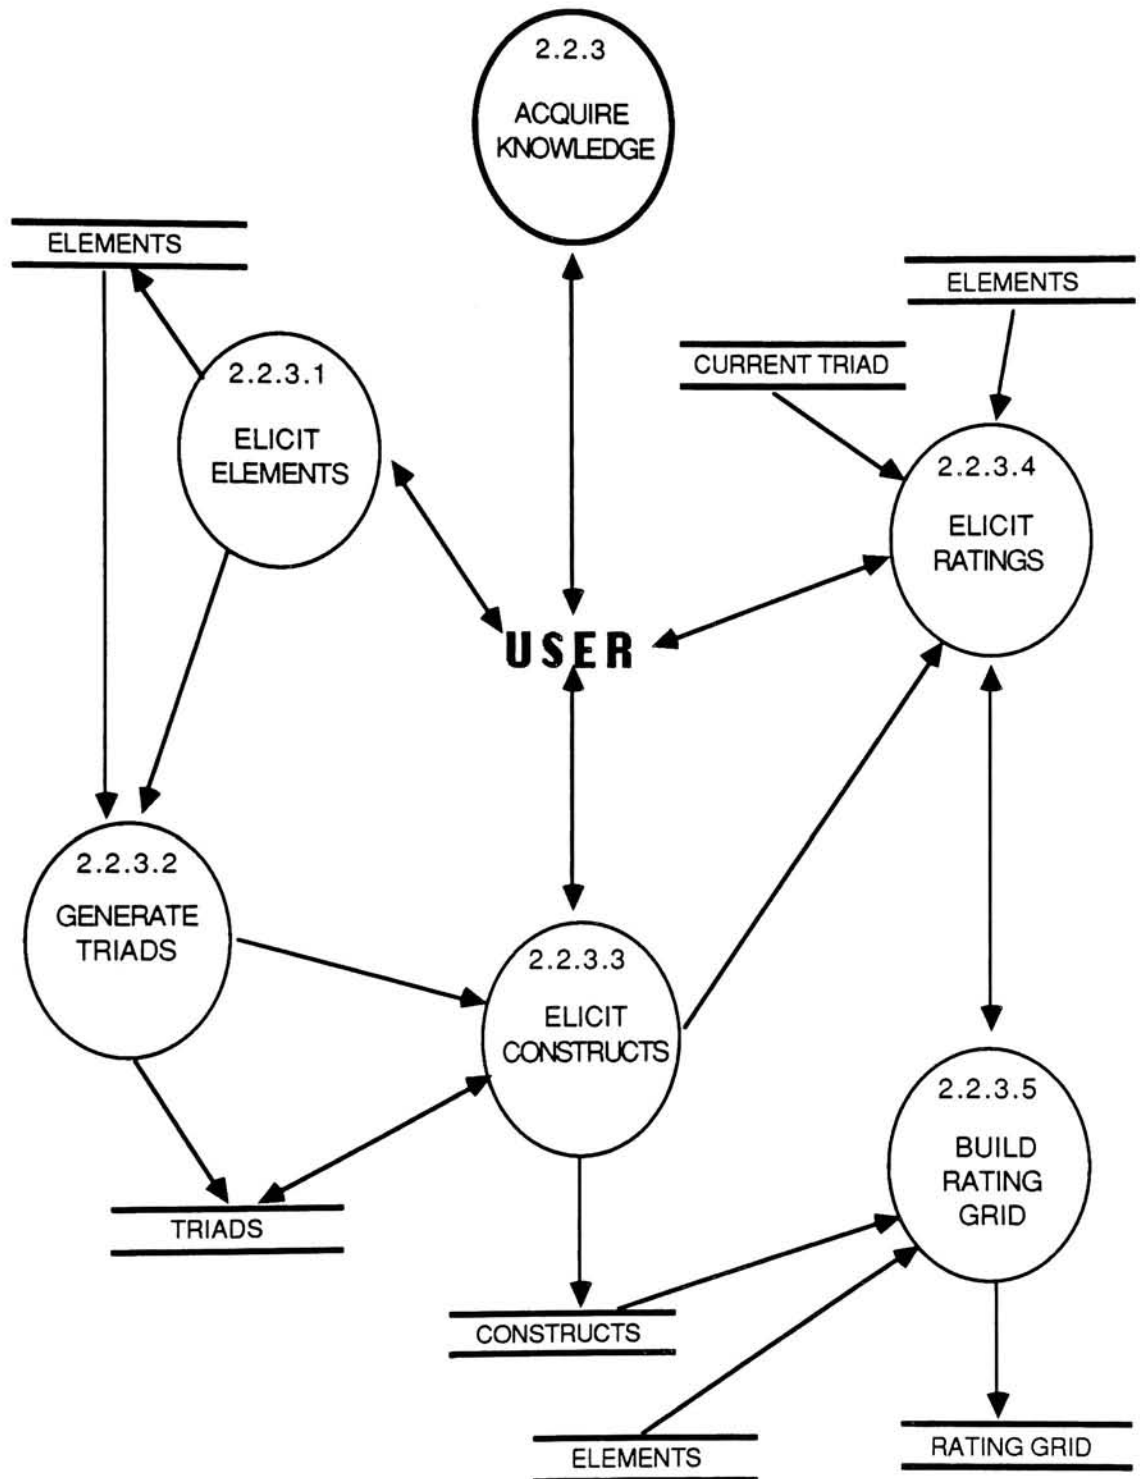 2.2.3
ACQUIRE
KNOWLEDGE
ELEMENTS
ELEMENTS
CURRENT TRIAD
2.2.3.1
ELICIT
ELEMENTS
2.2.3.4
ELICIT
RATINGS
USER
2.2.3.2
GENERATE
TRIADS
2.2.3.3
ELICIT
CONSTRUCTS
2.2.3.5
BUILD
RATING
GRID
TRIADS
CONSTRUCTS
ELEMENTS
RATING GRID